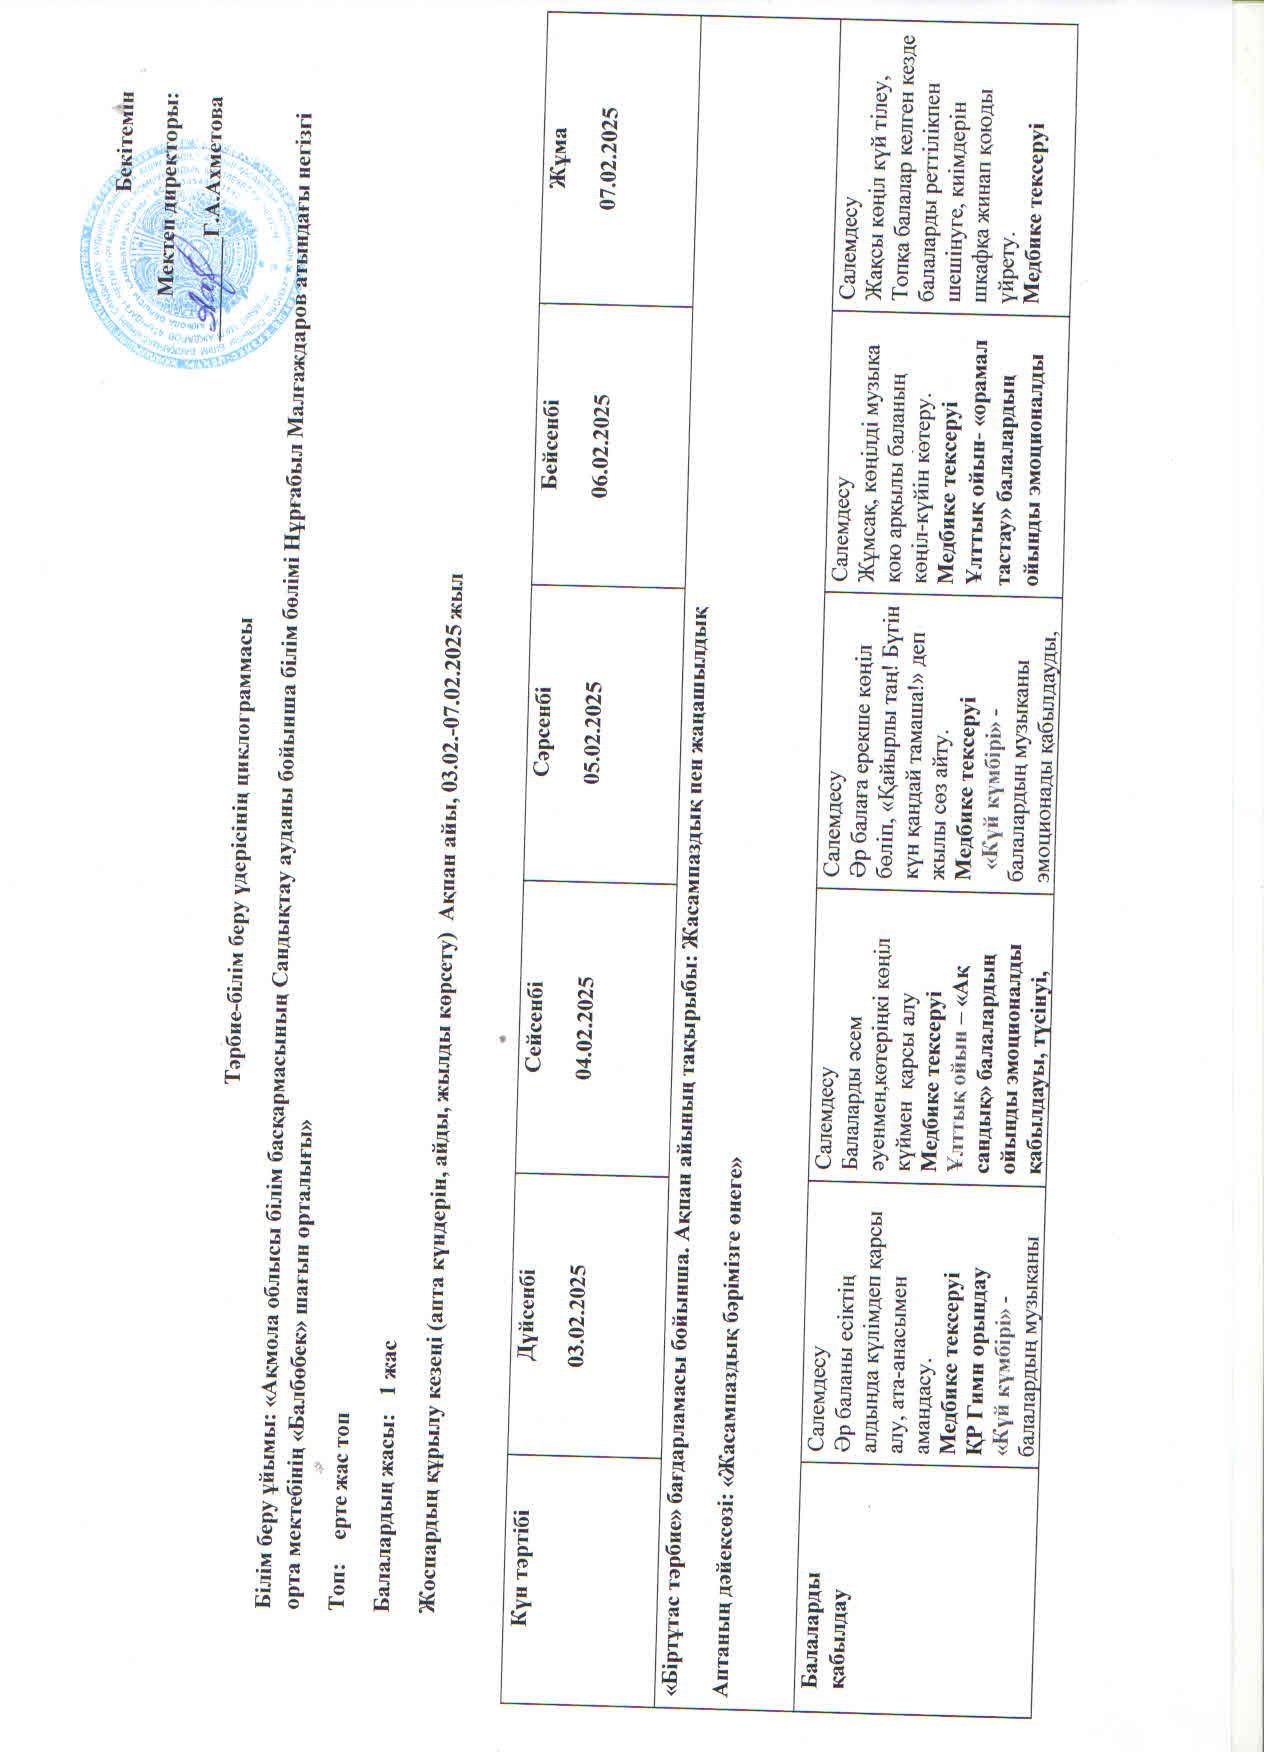 Бекітемін
Мектеп директоры:
Г.А.Ахметова
Тәрбие-білім беру үдерісінің циклограммасы
Білім беру ұйымы: «Ақмола облысы білім басқармасының Сандықтау ауданы бойынша білім бөлімі Нұрғабыл Малғаждаров атындағы негізгі
орта мектебінің «Балбөбек» шағын орталығы»
Топ: ерте жас топ
Балалардың жасы: 1 жас
Жоспардың құрылу кезеңі (апта күндерін, айды, жылды көрсету) Ақпан айы, 03.02.-07.02.2025 жыл
Күн тәртібі
Дүйсенбі
03.02.2025
Сейсенбі
04.02.2025
Сәрсенбі
05.02.2025
Бейсенбі
06.02.2025
Жұма
07.02.2025
«Біртұтас тәрбие» бағдарламасы бойынша. Ақпан айының тақырыбы: Жасампаздық пен жаңашылдық
Аптаның дәйексөзі: «Жасампаздық бәрімізге өнеге»
Балаларды
қабылдау
Салемдесу
Әр баланы есіктің
алдында күлімдеп қарсы
алу, ата-анасымен
амандасу.
Медбике тексеруі
ҚР Гимн орындау
«Күй күмбірі» -
балалардың музыканы
Салемдесу
Балаларды әсем
әуенмен,көтеріңкі көңіл
күймен қарсы алу
Медбике тексеруі
Ұлттық ойын – «Ақ
сандық» балалардың
ойынды эмоционалды
қабылдауы, түсінуі,
Салемдесу
Әр балаға ерекше көңіл
бөліп, «Қайырлы таң! Бүгін
күн қандай тамаша!» деп
жылы сөз айту.
Медбике тексеруі
«Күй күмбірі» -
балалардың музыканы
эмоционады қабылдауды,
Салемдесу
Жұмсақ, көңілді музыка
қою арқылы баланың
көңіл-күйін көтеру.
Медбике тексеруі
Ұлттық ойын- «орамал
тастау» балалардың
ойынды эмоционалды
Салемдесу
Жақсы көңіл күй тілеу,
Топка балалар келген кезде
балаларды реттілікпен
шешінуге, киімдерін
шкафқа жинап қоюды
үйрету.
Медбике тексеруі